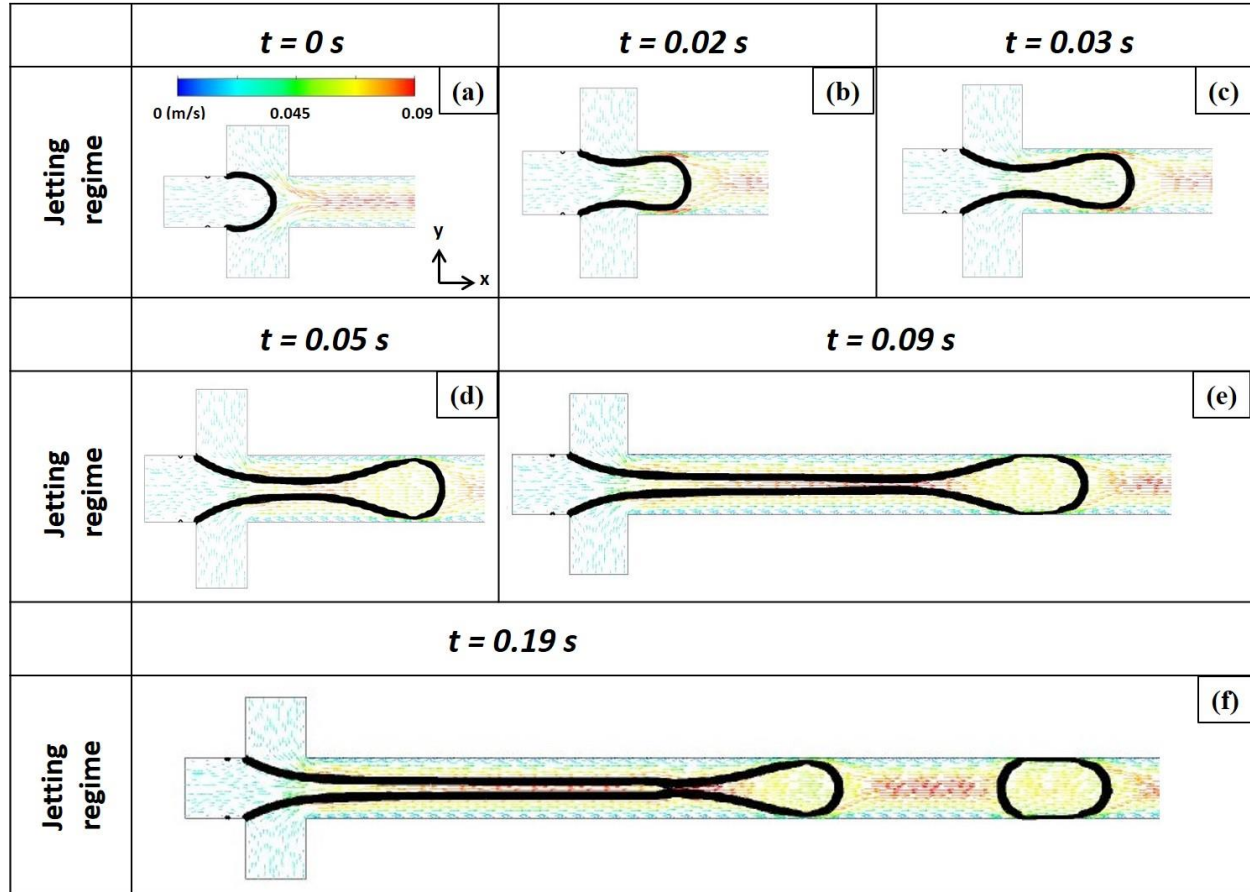 t = 0 s
t = 0.02 s
t = 0.03 s
Jetting
regime
(a)
0 (m/s)
0.045
0.09
y
x
(b)
(c)
t = 0.05 s
t = 0.09 s
Jetting
regime
(d)
(e)
t = 0.19 s
Jetting
regime
(f)